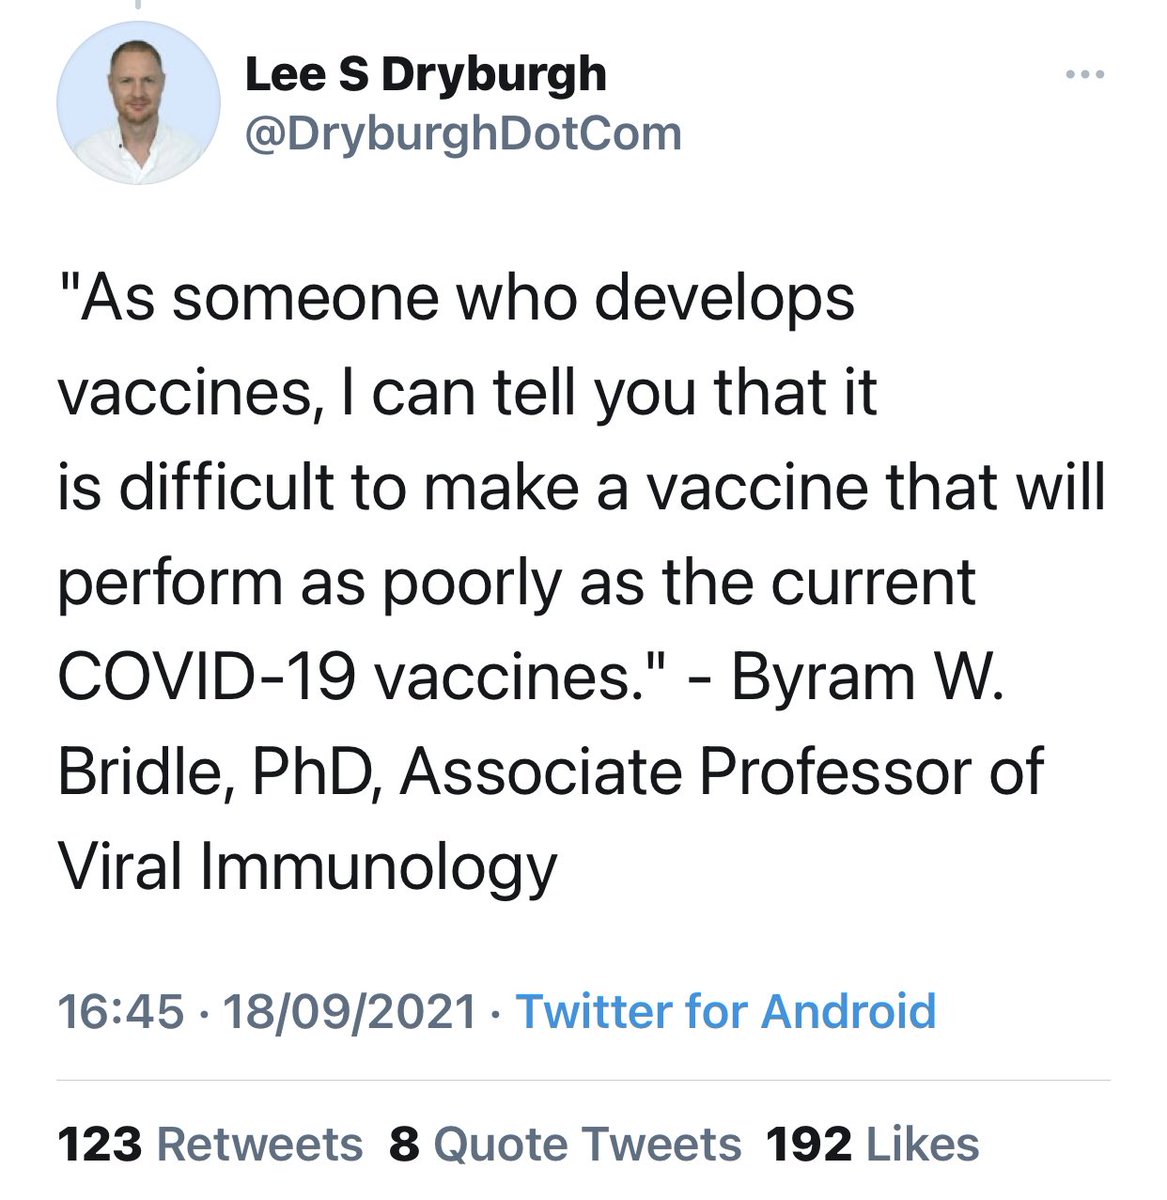 Lee S Dryburgh
@DryburghDotCom
"As someone who develops
vaccines, I can tell you that it
is difficult to make a vaccine that will
perform as poorly as the current
COVID-19 vaccines." - Byram W.
Bridle, PhD, Associate Professor of
Viral Immunology
16:45 · 18/09/2021 · Twitter for Android
123 Retweets 8 Quote Tweets 192 Likes